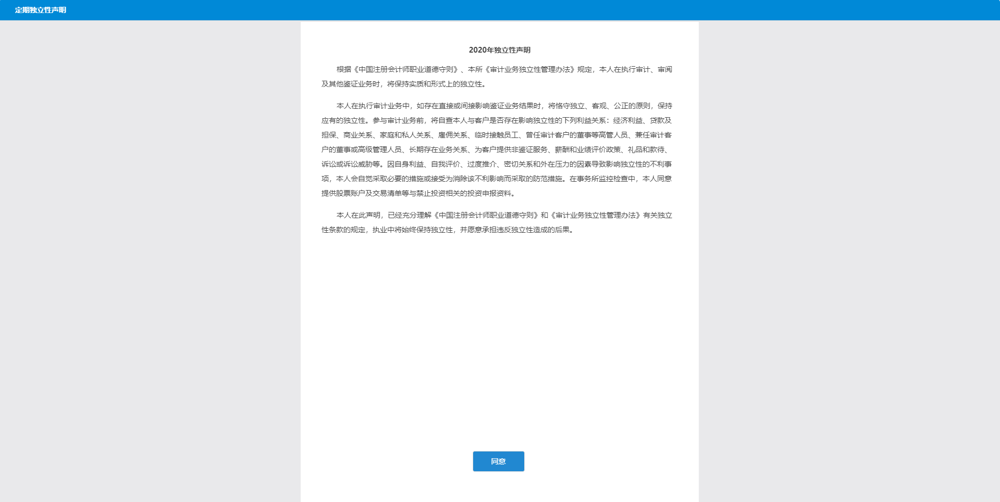 定期独立性声明
2020年独立性声明
根据《中国注册会计师职业道德守则》、本所《审计业务独立性管理办法》规定，本人在执行审计、审阅
及其他鉴证业务时，将保持实质和形式上的独立性。
本人在执行审计业务中，如存在直接或间接影响鉴证业务结果时，将恪守独立、客观、公正的原则，保持
应有的独立性。参与审计业务前，将自查本人与客户是否存在影响独立性的下列利益关系：经济利益、贷款及
担保、商业关系、家庭和私人关系、雇佣关系、临时接触员工、曾任审计客户的董事等高管人员、兼任审计客
户的董事或高级管理人员、长期存在业务关系、为客户提供非鉴证服务、薪酬和业绩评价政策、礼品和款待、
诉讼或诉讼威胁等。因自身利益、自我评价、过度推介、密切关系和外在压力的因素导致影响独立性的不利事
项，本人会自觉采取必要的措施或接受为消除该不利影响而采取的防范措施。在事务所监控检查中，本人同意
提供股票账户及交易清单等与禁止投资相关的投资申报资料。
本人在此声明，已经充分理解《中国注册会计师职业道德守则》和《审计业务独立性管理办法》有关独立
性条款的规定，执业中将始终保持独立性，并愿意承担违反独立性造成的后果。
同意